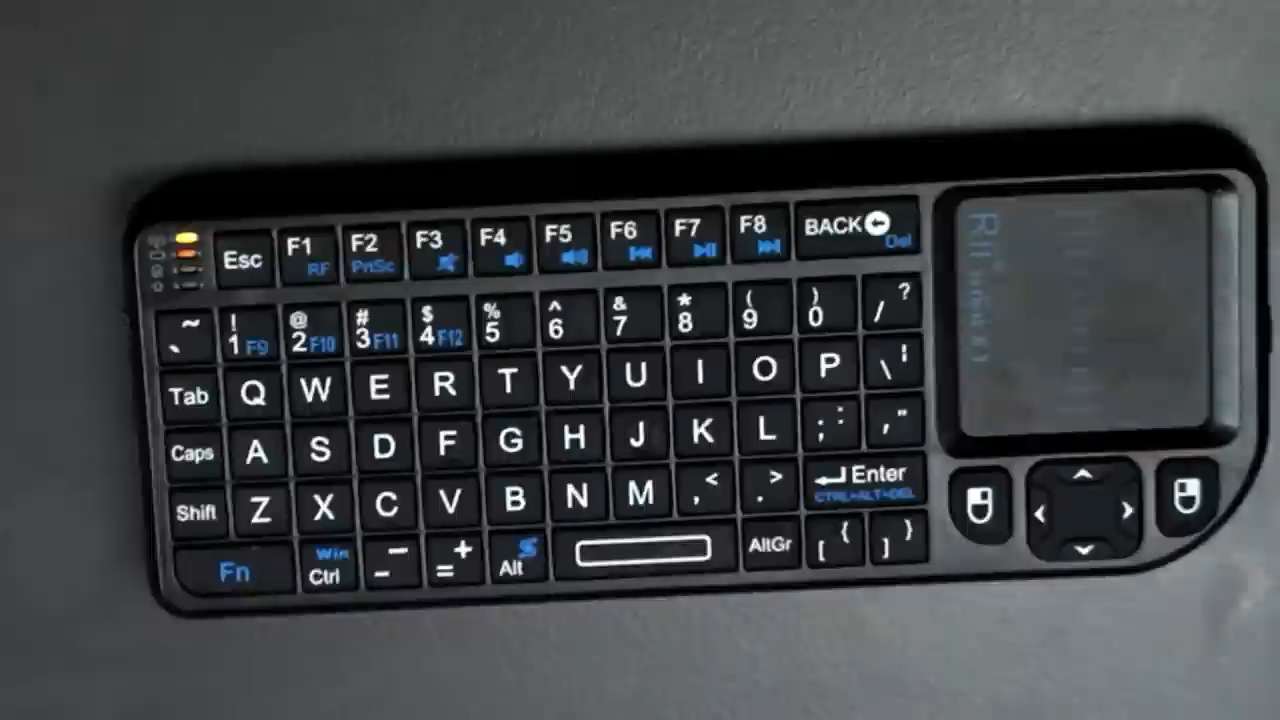 Esc F1 RF F2 PrtSc F3 F4 F5 F6 F7 F8 BACK Del
~ ` ! 1 F9 @ 2 F10 # 3 F11 $ 4 F12 % 5 ^ 6 & 7 * 8 ( 9 ) 0 / ?
Tab Q W E R T Y U I O P \ ¦
Caps A S D F G H J K L ; : , "
Shift Z X C V B N M , < . > Enter CTRL+ALT+DEL
Fn Win Ctrl — - + = Alt AltGr [ { ] }
Rii